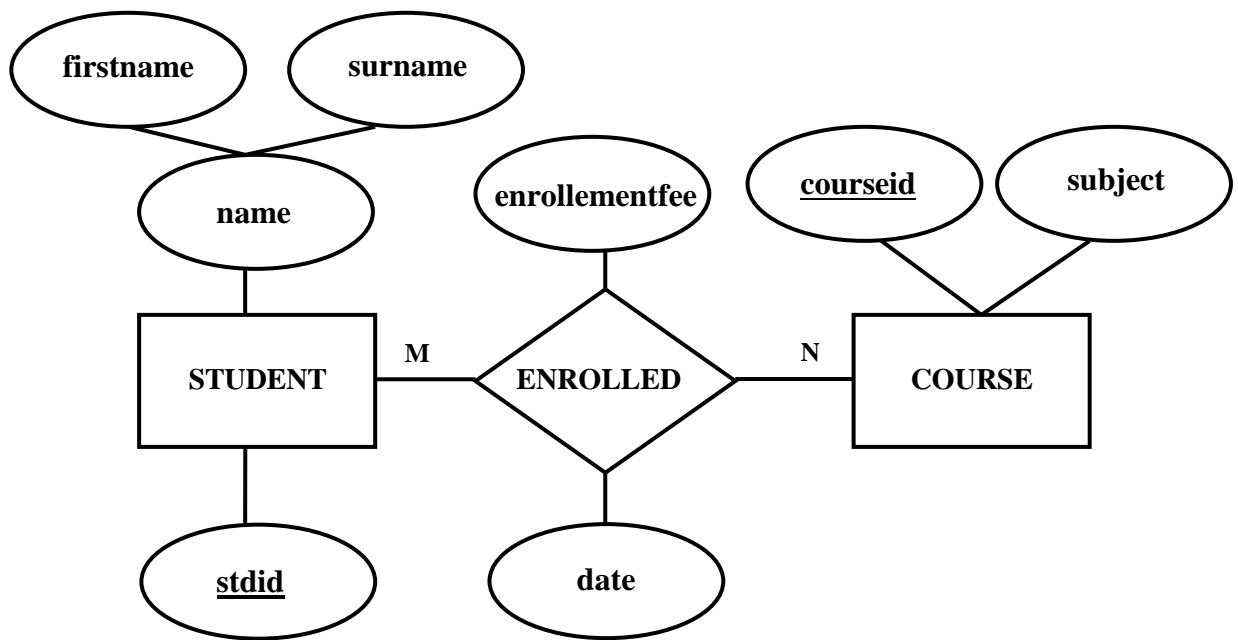 firstname
surname
name
enrollementfee
courseid
subject
STUDENT
M
ENROLLED
N
COURSE
stdid
date